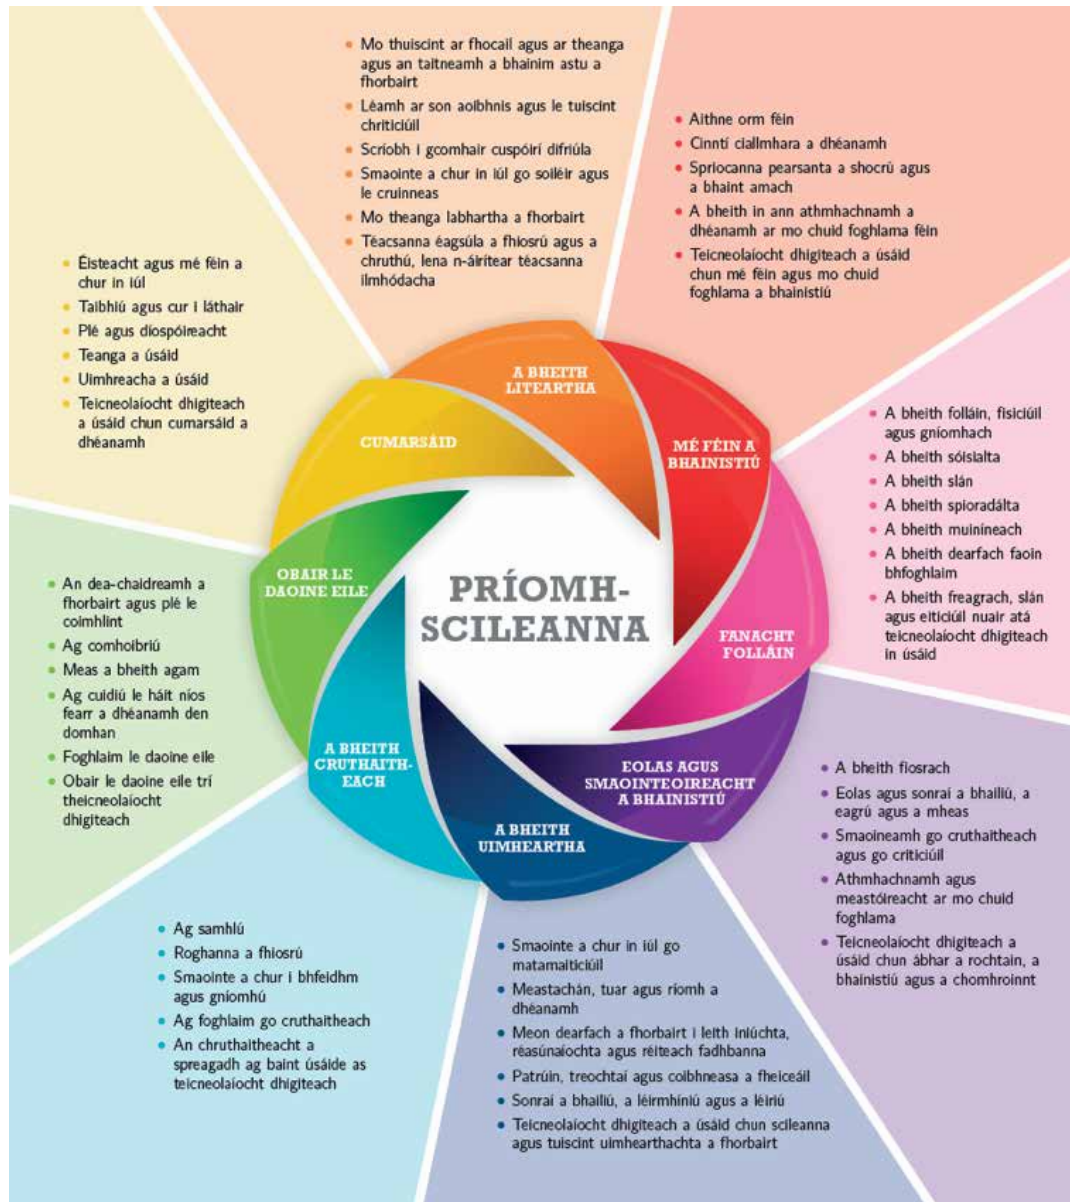 • Mo thuiscint ar fhocail agus ar theanga
agus an taitneamh a bhainim astu a
fhorbairt
• Léamh ar son aoibhnis agus le tuiscint
chriticiúil
• Scríobh i gcomhair cuspóirí difriúla
• Smaointe a chur in iúl go soiléir agus
le cruinneas
• Mo theanga labhartha a fhorbairt
• Téacsanna éagsúla a fhiosrú agus a
chruthú, lena n-áirítear téacsanna
ilmhódacha
• Aithne orm féin
• Cinntí ciallmhara a dhéanamh
• Spriocanna pearsanta a shocrú agus
a bhaint amach
• A bheith in ann athmhachnamh a
dhéanamh ar mo chuid foghlama féin
• Teicneolaíocht dhigiteach a úsáid
chun mé féin agus mo chuid
foghlama a bhainistiú
• Éisteacht agus mé féin a
chur in iúl
• Taibhiú agus cur i láthair
• Plé agus díospóireacht
• Teanga a úsáid
• Uimhreacha a úsáid
• Teicneolaíocht dhigiteach
a úsáid chun cumarsáid a
dhéanamh
A BHEITH
LITEARTHA
CUMARSÁID
MÉ FÉIN A
BHAINISTIÚ
• A bheith folláin, fisiciúil
agus gníomhach
• A bheith sóisialta
• A bheith slán
• A bheith spioradálta
• A bheith muiníneach
• A bheith dearfach faoin
bhfoghlaim
• A bheith freagrach, slán
agus eiticiúil nuair atá
teicneolaíocht dhigiteach
in úsáid
OBAIR LE
DAOINE EILE
PRÍOMH-
SCILEANNA
FANACHT
FOLLÁIN
• An dea-chaidreamh a
fhorbairt agus plé le
coimhlint
• Ag comhoibriú
• Meas a bheith agam
• Ag cuidiú le háit níos
fearr a dhéanamh den
domhan
• Foghlaim le daoine eile
• Obair le daoine eile trí
theicneolaíocht
dhigiteach
A BHEITH
CRUTHAITH-
EACH
EOLAS AGUS
SMAOINTEOIREACHT
A BHAINISTIÚ
A BHEITH
UIMHEARTHA
• A bheith fiosrach
• Eolas agus sonraí a bhailiú, a
eagrú agus a mheas
• Smaoineamh go cruthaitheach
agus go criticiúil
• Athmhachnamh agus
meastóireacht ar mo chuid
foghlama
• Teicneolaíocht dhigiteach a
úsáid chun ábhar a rochtain, a
bhainistiú agus a chomhroinnt
• Ag samhlú
• Roghanna a fhiosrú
• Smaointe a chur i bhfeidhm
agus gníomhú
• Ag foghlaim go cruthaitheach
• An chruthaitheacht a
spreagadh ag baint úsáide as
teicneolaíocht dhigiteach
• Smaointe a chur in iúl go
matamaiticiúil
• Meastachán, tuar agus ríomh a
dhéanamh
• Meon dearfach a fhorbairt i leith iniúchta,
réasúnaíochta agus réiteach fadhbanna
• Patrúin, treochtaí agus coibhneasa a fheiceáil
• Sonraí a bhailiú, a léirmhíniú agus a léiriú
• Teicneolaíocht dhigiteach a úsáid chun scileanna
agus tuiscint uimhearthachta a fhorbairt